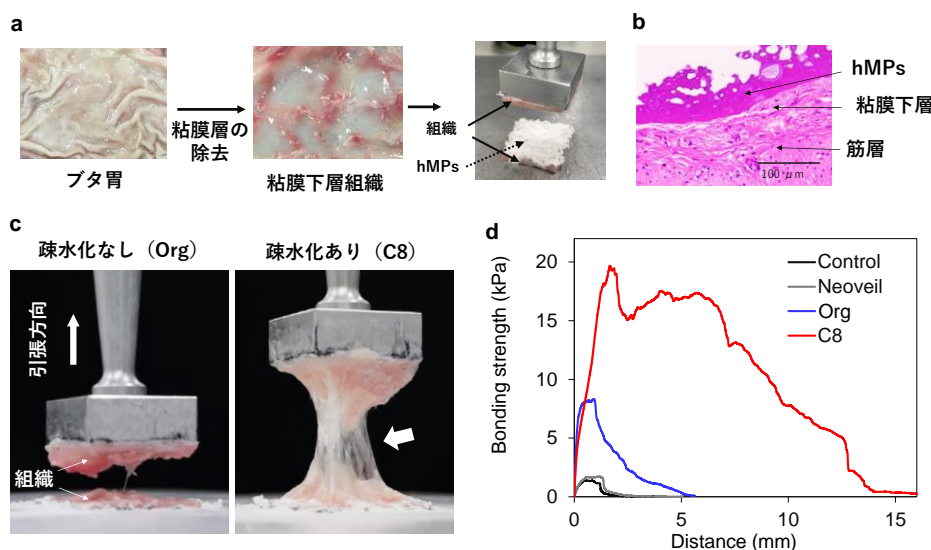 a
粘膜層の
除去
ブタ胃
粘膜下層組織
組織
hMPs
b
hMPs
粘膜下層
筋層
100 μm
c
疎水化なし（Org）
疎水化あり（C8）
引張方向
組織
d
Bonding strength (kPa)
20
15
10
5
0
0
5
10
15
Distance (mm)
Control
Neoveil
Org
C8